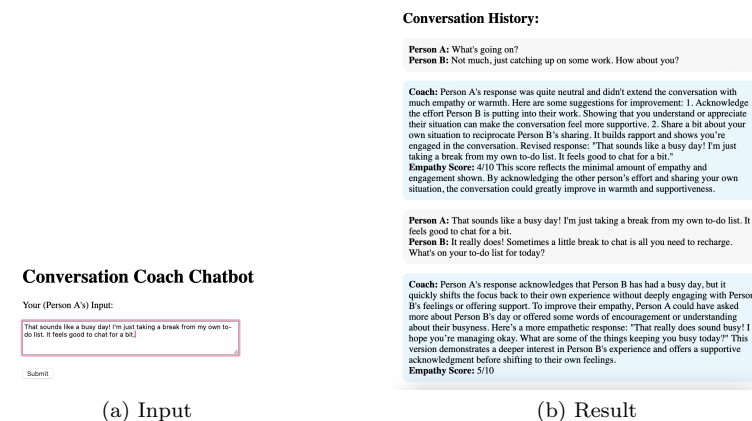 Conversation Coach Chatbot
Your (Person A's) Input:
That sounds like a busy day! I'm just taking a break from my own to-
do list. It feels good to chat for a bit.
Submit
(a) Input
Conversation History:
Person A: What's going on?
Person B: Not much, just catching up on some work. How about you?
Coach: Person A's response was quite neutral and didn't extend the conversation with
much empathy or warmth. Here are some suggestions for improvement: 1. Acknowledge
the effort Person B is putting into their work. Showing that you understand or appreciate
their situation can make the conversation feel more supportive. 2. Share a bit about your
own situation to reciprocate Person B's sharing. It builds rapport and shows you're
engaged in the conversation. Revised response: "That sounds like a busy day! I'm just
taking a break from my own to-do list. It feels good to chat for a bit."
Empathy Score: 4/10 This score reflects the minimal amount of empathy and
engagement shown. By acknowledging the other person's effort and sharing your own
situation, the conversation could greatly improve in warmth and supportiveness.
Person A: That sounds like a busy day! I'm just taking a break from my own to-do list. It
feels good to chat for a bit.
Person B: It really does! Sometimes a little break to chat is all you need to recharge.
What's on your to-do list for today?
Coach: Person A's response acknowledges that Person B has had a busy day, but it
quickly shifts the focus back to their own experience without deeply engaging with Person
B's feelings or offering support. To improve their empathy, Person A could have asked
more about Person B's day or offered some words of encouragement or understanding
about their busyness. Here's a more empathetic response: "That really does sound busy! I
hope you're managing okay. What are some of the things keeping you busy today?" This
version demonstrates a deeper interest in Person B's experience and offers a supportive
acknowledgment before shifting to their own feelings.
Empathy Score: 5/10
(b) Result